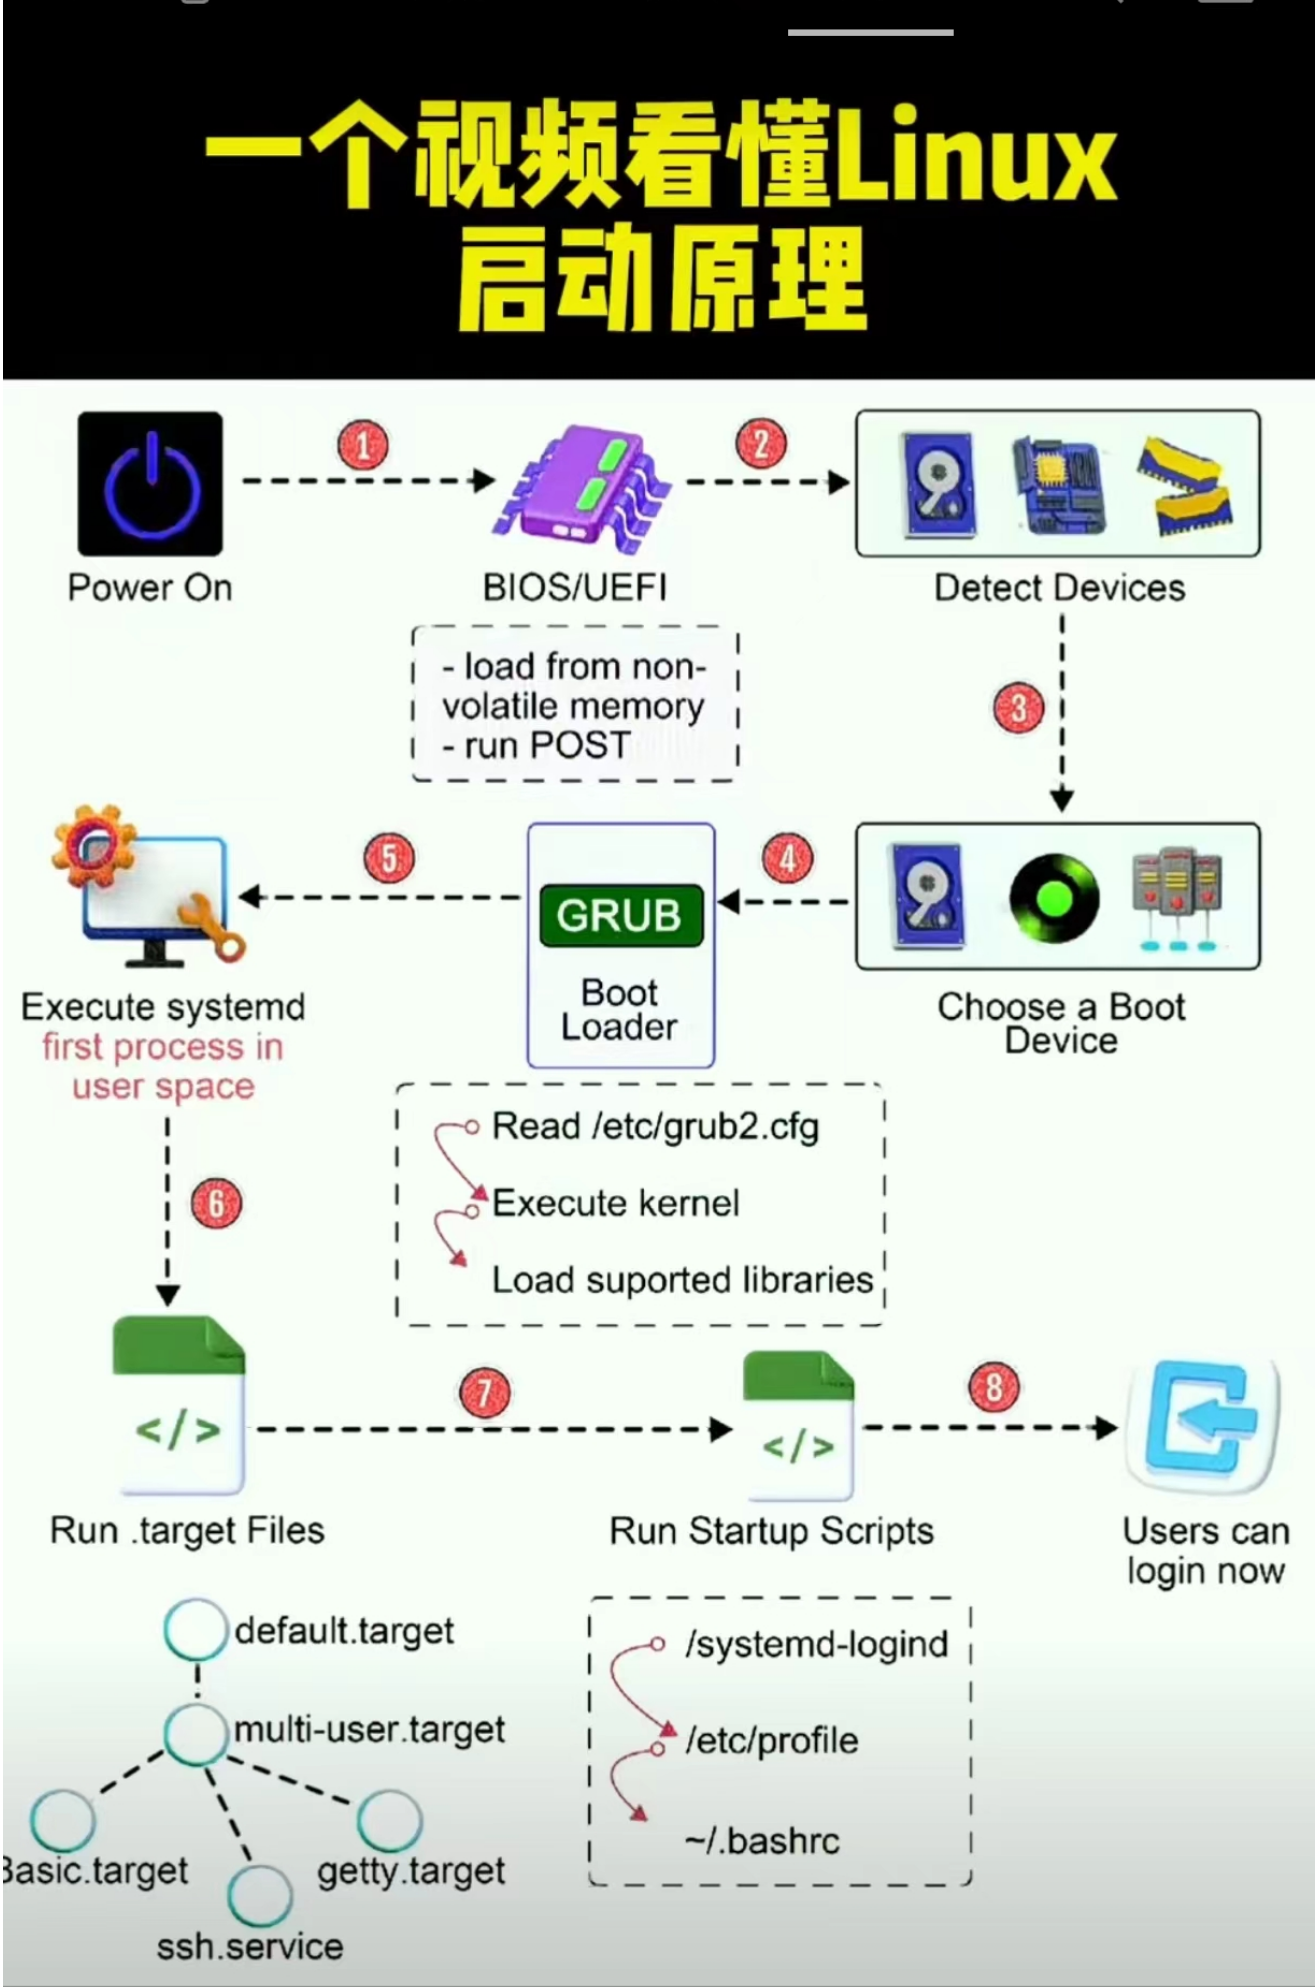 一个视频看懂Linux
启动原理
1
2
Power On
BIOS/UEFI
Detect Devices
- load from non-
volatile memory
- run POST
3
5
4
GRUB
Boot
Loader
Execute systemd
first process in
user space
Choose a Boot
Device
Read /etc/grub2.cfg
Execute kernel
Load suported libraries
6
7
8
</>
</>
Run .target Files
Run Startup Scripts
Users can
login now
default.target
multi-user.target
Basic.target
getty.target
ssh.service
/systemd-logind
/etc/profile
~/.bashrc